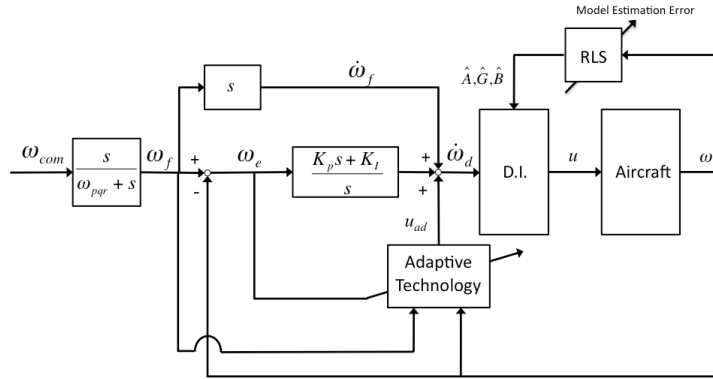 Model Estimation Error
RLS
Â,Ĝ,B̂
s
ω̇_f
ω_com
s
ω_pqr + s
ω_f
+
-
ω_e
K_p s + K_I
s
+
+
ω̇_d
D.I.
u
Aircraft
ω
u_ad
Adaptive
Technology